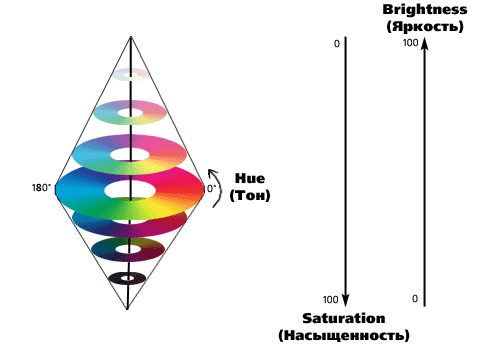 Brightness
(Яркость)
0
100
180°
0°
Hue
(Тон)
100
0
Saturation
(Насыщенность)